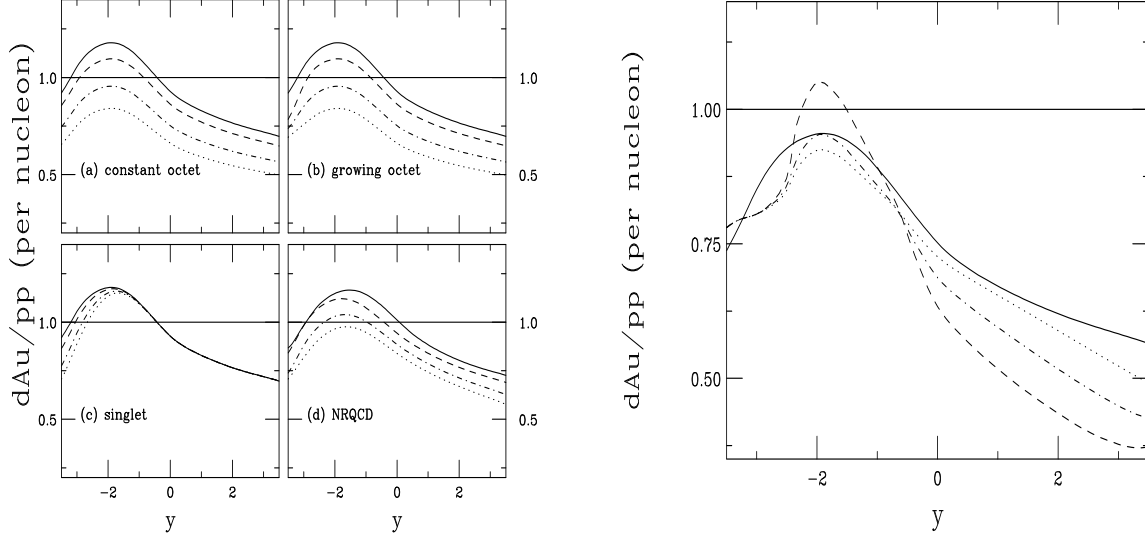 dAu/pp (per nucleon)
1.0
0.5
(a) constant octet
(b) growing octet
1.0
0.5
1.0
0.5
(c) singlet
(d) NRQCD
1.0
0.5
-2 0 2
-2 0 2
y
y
dAu/pp (per nucleon)
1.00
0.75
0.50
-2 0 2
y